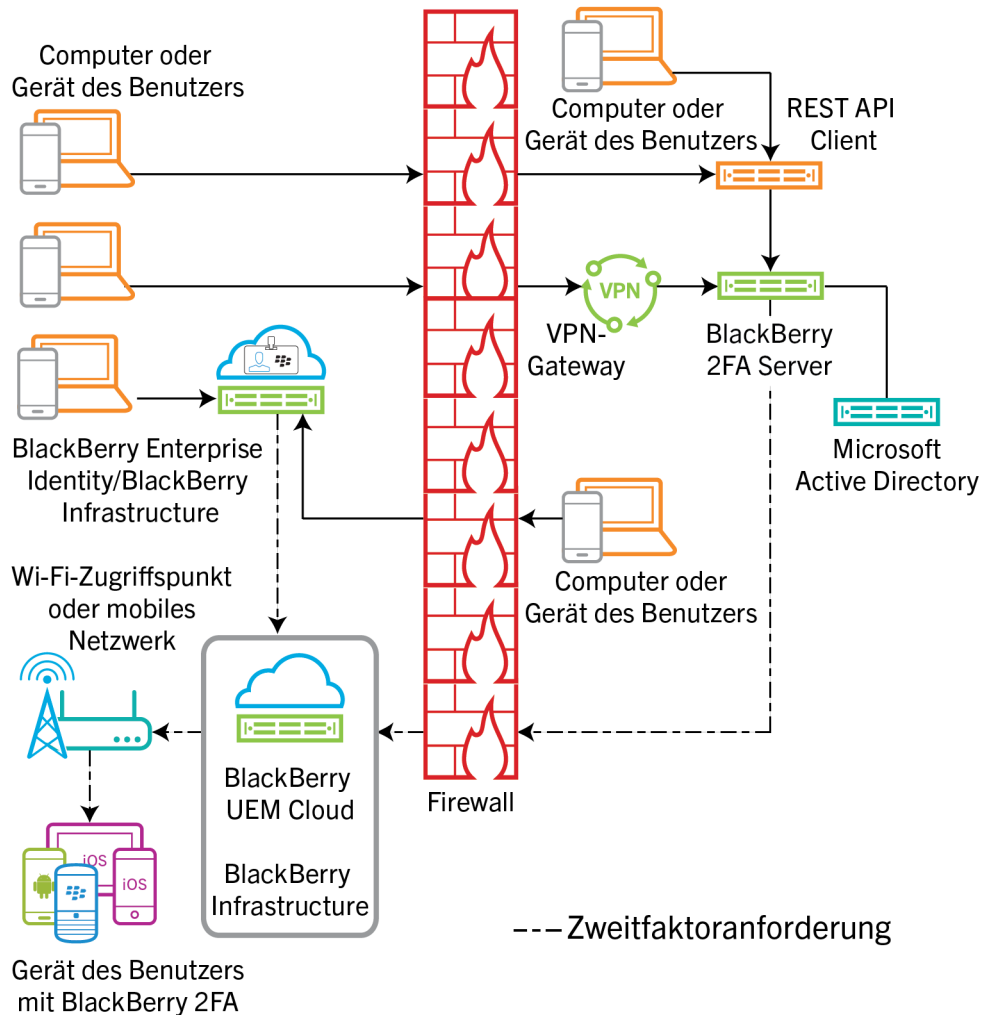 Computer oder
Gerät des Benutzers
Computer oder
Gerät des Benutzers
REST API
Client
VPN
VPN-
Gateway
BlackBerry
2FA Server
Microsoft
Active Directory
BlackBerry Enterprise
Identity/BlackBerry
Infrastructure
Computer oder
Gerät des Benutzers
Wi-Fi-Zugriffspunkt
oder mobiles
Netzwerk
BlackBerry
UEM Cloud
BlackBerry
Infrastructure
Firewall
iOS
iOS
Gerät des Benutzers
mit BlackBerry 2FA
Zweitfaktoranforderung